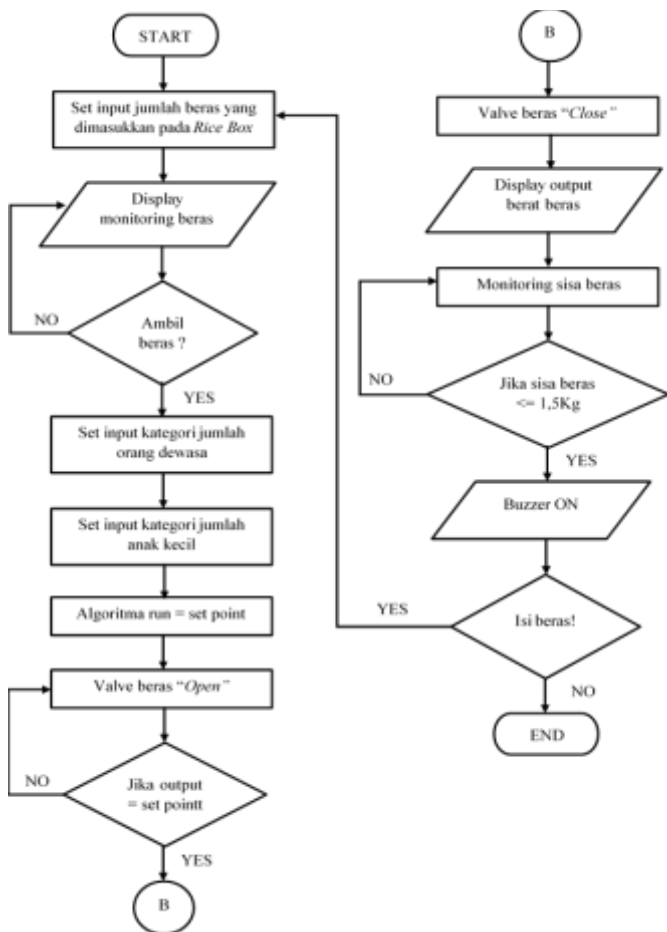 START
Set input jumlah beras yang
dimasukkan pada Rice Box
Display
monitoring beras
NO
Ambil
beras ?
YES
Set input kategori jumlah
orang dewasa
Set input kategori jumlah
anak kecil
Algoritma run = set point
Valve beras “Open”
NO
Jika output
= set pointt
YES
B
B
Valve beras “Close”
Display output
berat beras
Monitoring sisa beras
NO
Jika sisa beras
<= 1,5Kg
YES
Buzzer ON
YES
Isi beras!
NO
END